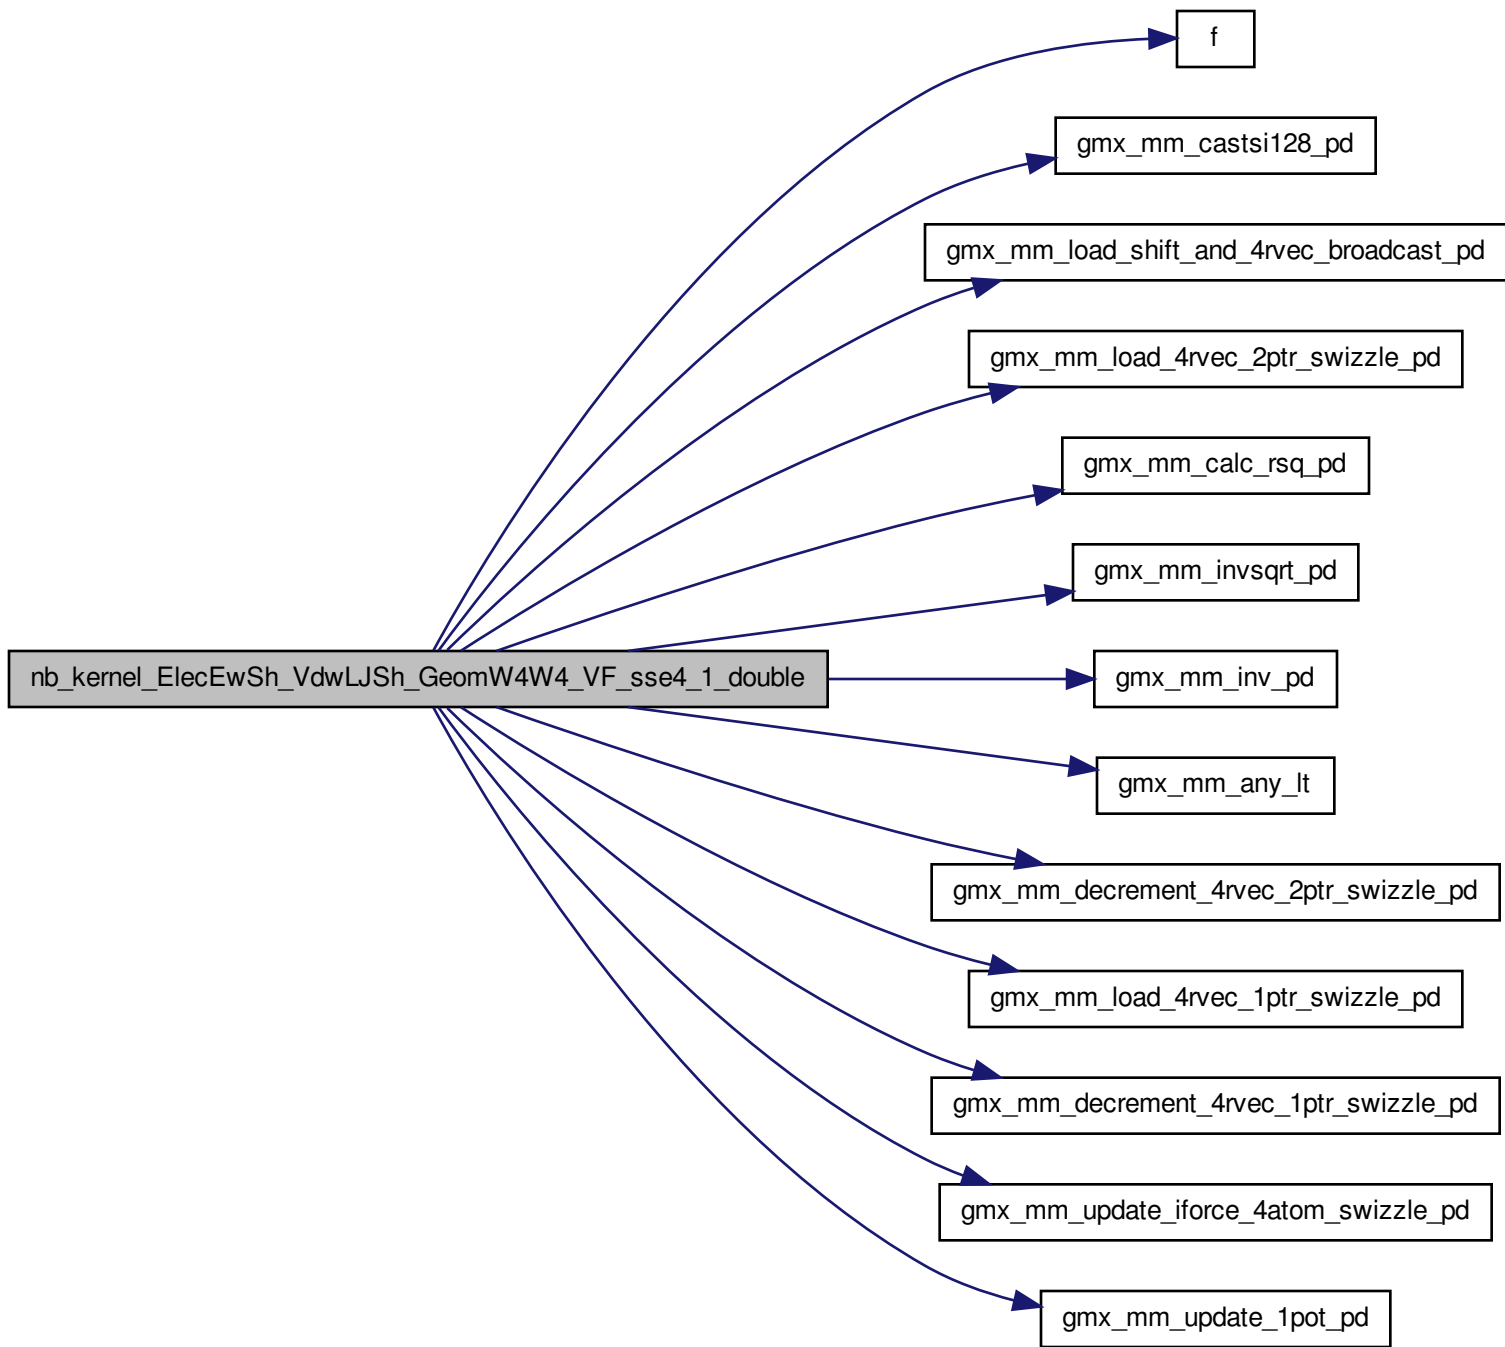 f
gmx_mm_castsi128_pd
gmx_mm_load_shift_and_4rvec_broadcast_pd
gmx_mm_load_4rvec_2ptr_swizzle_pd
gmx_mm_calc_rsq_pd
gmx_mm_invsqrt_pd
nb_kernel_ElecEwSh_VdwLJSh_GeomW4W4_VF_sse4_1_double
gmx_mm_inv_pd
gmx_mm_any_lt
gmx_mm_decrement_4rvec_2ptr_swizzle_pd
gmx_mm_load_4rvec_1ptr_swizzle_pd
gmx_mm_decrement_4rvec_1ptr_swizzle_pd
gmx_mm_update_iforce_4atom_swizzle_pd
gmx_mm_update_1pot_pd